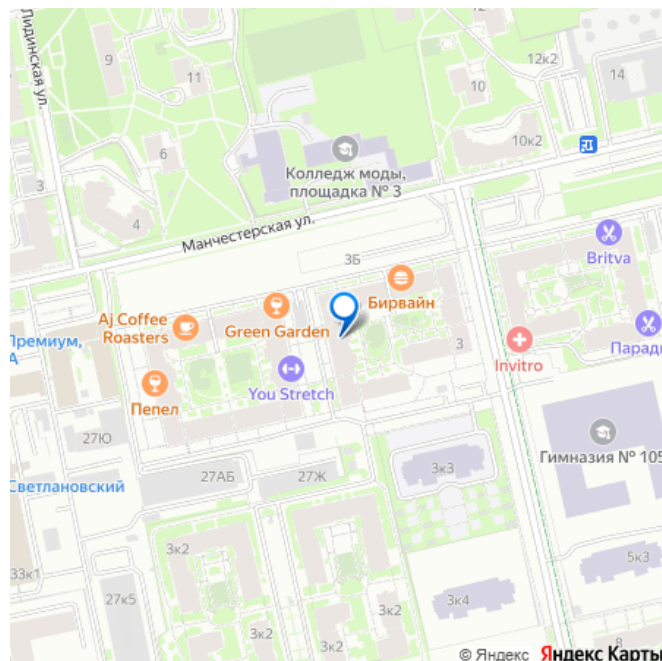 Лидинская ул.
9
11
12к2
14
10
10к2
6
3
4
Колледж моды,
площадка № 3
Манчестерская ул.
3Б
Britva
Бирвайн
Aj Coffee
Roasters
Green Garden
Премиум,
А
3
Invitro
You Stretch
Пепел
27Ю
Гимназия № 105
Светлановский
27АБ
27Ж
3к3
3к2
33к1
27к5
3к2
3к2
3к4
5к3
8
© Яндекс Яндекс Карты